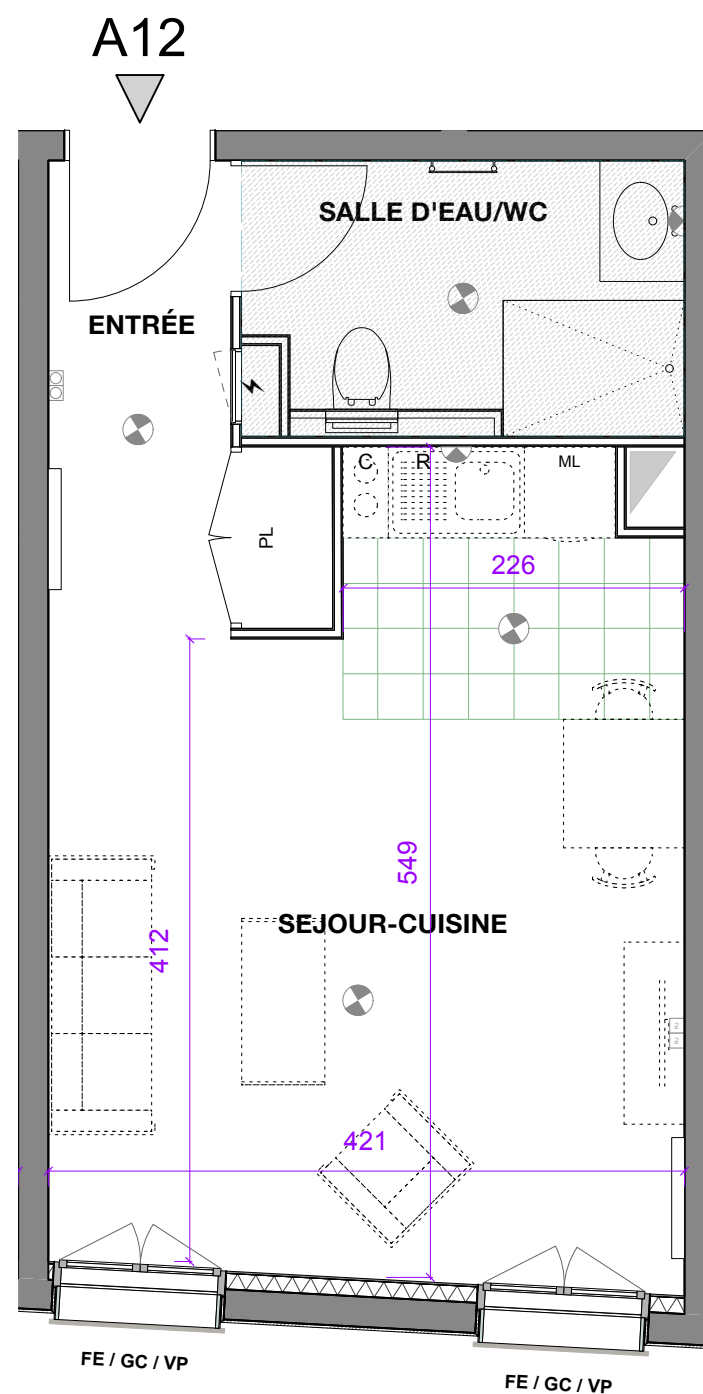 A12
SALLE D'EAU/WC
ENTRÉE
C
R
ML
PL
226
549
412
SEJOUR-CUISINE
421
FE / GC / VP
FE / GC / VP